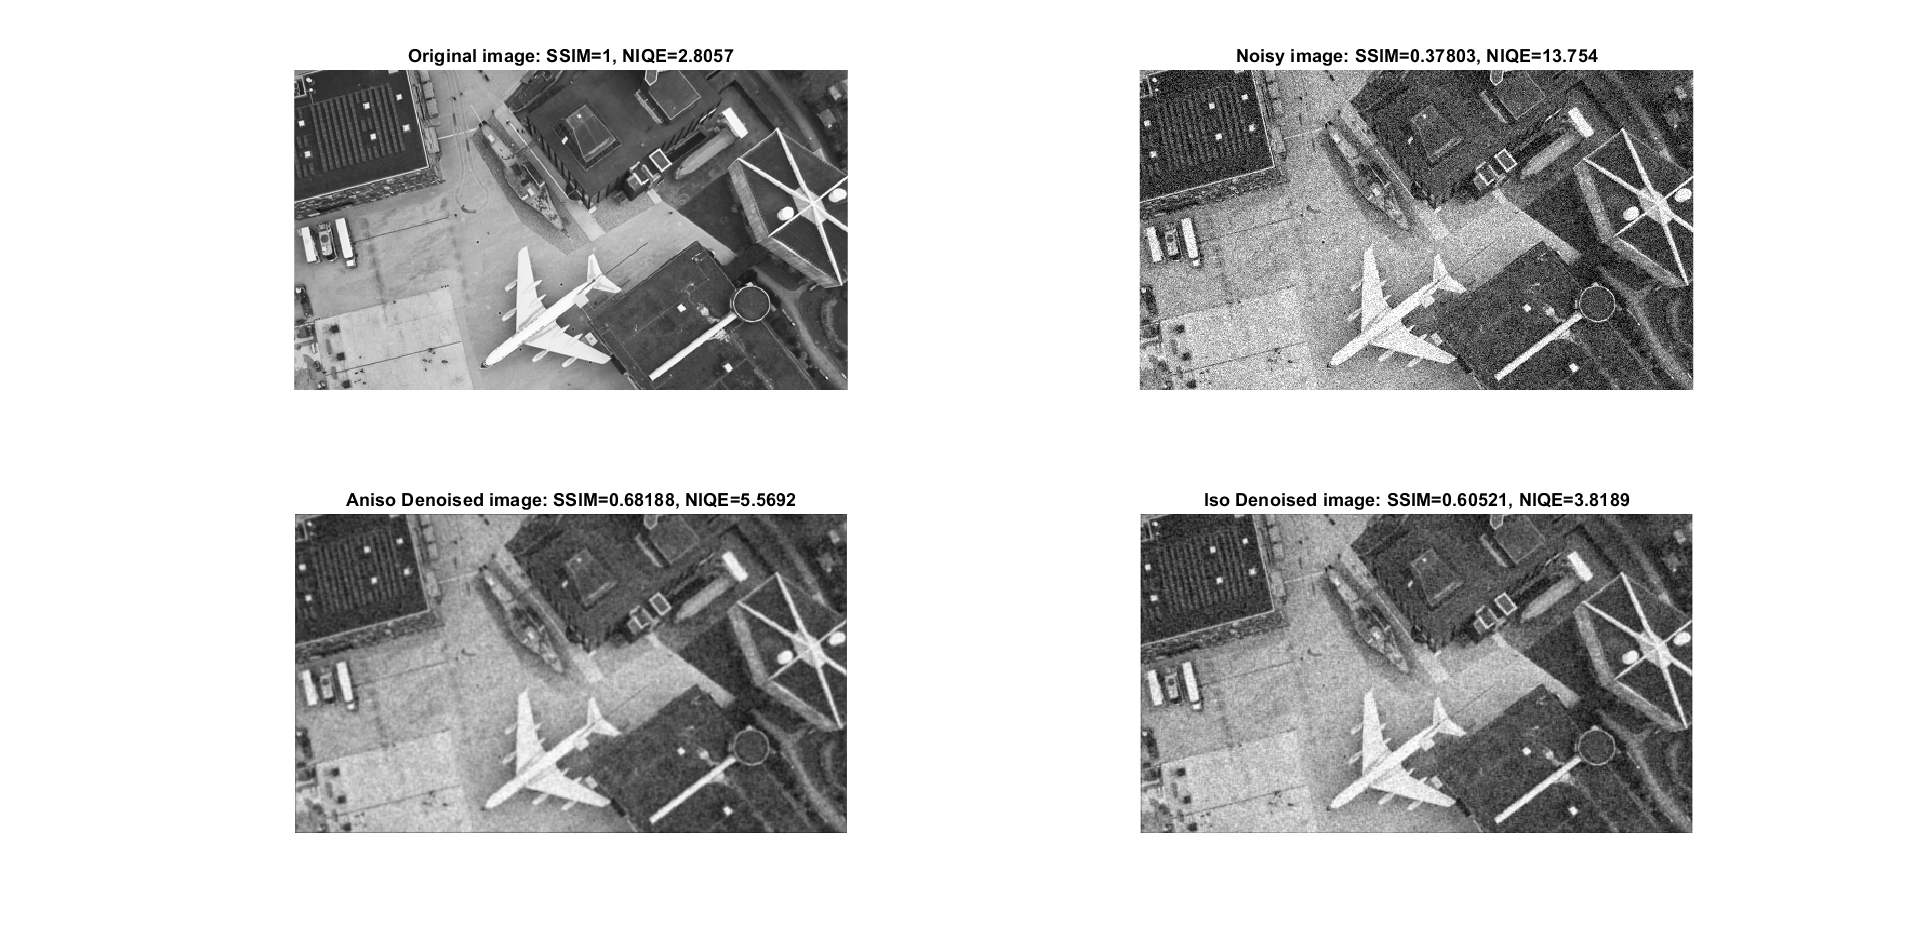 Original image: SSIM=1, NIQE=2.8057
Noisy image: SSIM=0.37803, NIQE=13.754
Aniso Denoised image: SSIM=0.68188, NIQE=5.5692
Iso Denoised image: SSIM=0.60521, NIQE=3.8189